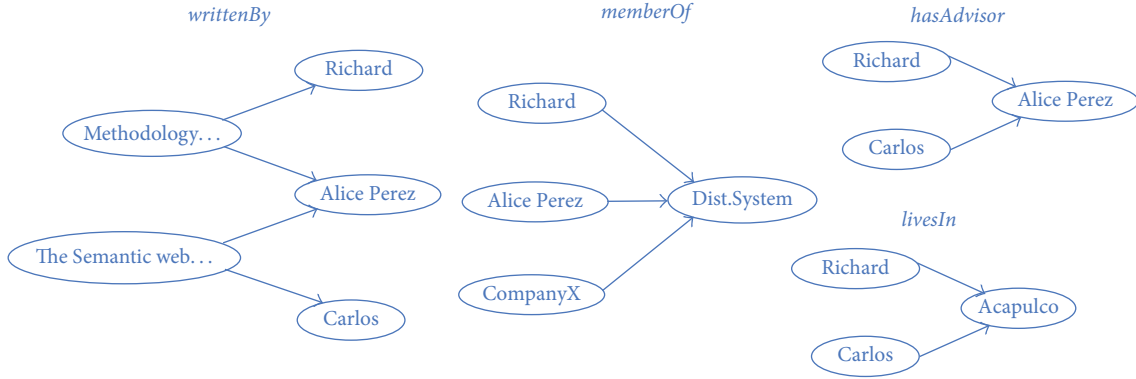 writtenBy
Richard
Methodology...
Alice Perez
The Semantic web...
Carlos
memberOf
Richard
Alice Perez
Dist.System
CompanyX
hasAdvisor
Richard
Alice Perez
Carlos
livesIn
Richard
Acapulco
Carlos